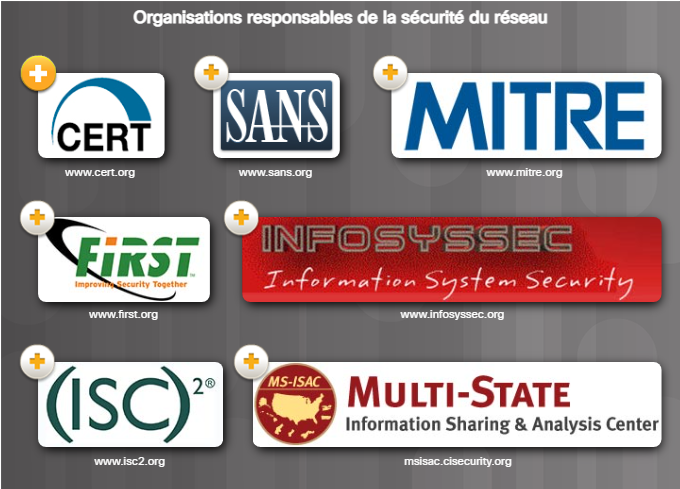 Organisations responsables de la sécurité du réseau
CERT
SANS
MITRE
www.cert.org
www.sans.org
www.mitre.org
FiRST™
Improving Security Together
INFOSYSSEC
Information System Security
www.first.org
www.infosyssec.org
(ISC)²®
MS-ISAC
MULTI-STATE
Information Sharing & Analysis Center
www.isc2.org
msisac.cisecurity.org